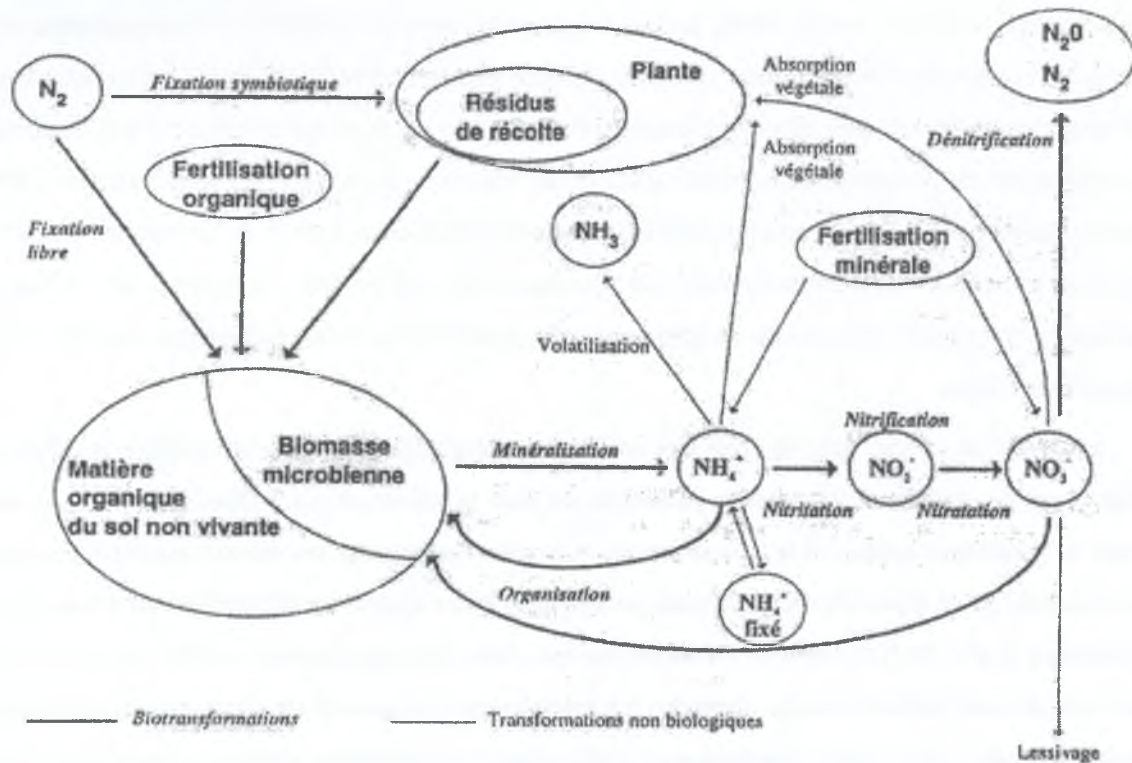 N₂O
N₂
N₂
Fixation symbiotique
Plante
Résidus
de récolte
Absorption
végétale
Absorption
végétale
Dénitrification
Fertilisation
organique
Fixation
libre
NH₃
Fertilisation
minérale
Volatilisation
Matière
organique
du sol non vivante
Biomasse
microbienne
Minéralisation
NH₄⁺
Nitrification
NO₂⁻
NO₃⁻
Nitritation
Nitratation
Organisation
NH₄⁺
fixé
Biotransformations
Transformations non biologiques
Lessivage